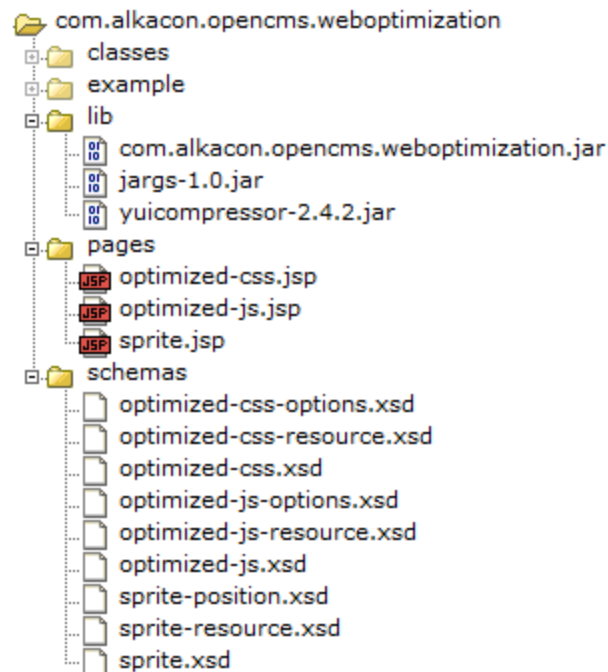 com.alkacon.opencms.weboptimization
classes
example
lib
com.alkacon.opencms.weboptimization.jar
jargs-1.0.jar
yuicompressor-2.4.2.jar
pages
JSP optimized-css.jsp
JSP optimized-js.jsp
JSP sprite.jsp
schemas
optimized-css-options.xsd
optimized-css-resource.xsd
optimized-css.xsd
optimized-js-options.xsd
optimized-js-resource.xsd
optimized-js.xsd
sprite-position.xsd
sprite-resource.xsd
sprite.xsd